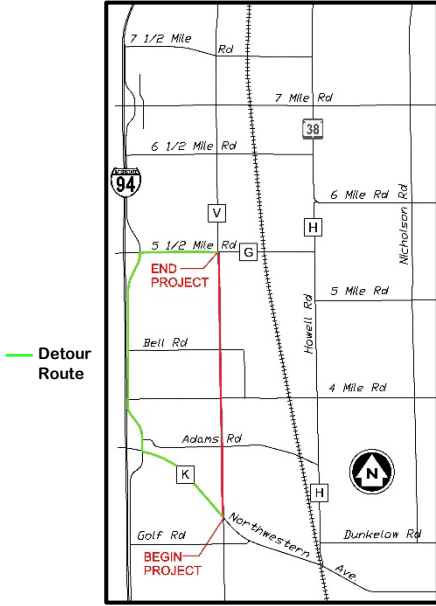 7 1/2 Mile
Rd
7 Mile Rd
38
6 1/2 Mile Rd
INTERSTATE
94
6 Mile Rd
Nicholson Rd
V
H
5 1/2 Mile Rd
G
END
PROJECT
5 Mile Rd
Howell Rd
Detour
Route
Bell Rd
4 Mile Rd
Adams Rd
K
N
H
Northwestern Ave
Golf Rd
Dunkelow Rd
BEGIN
PROJECT